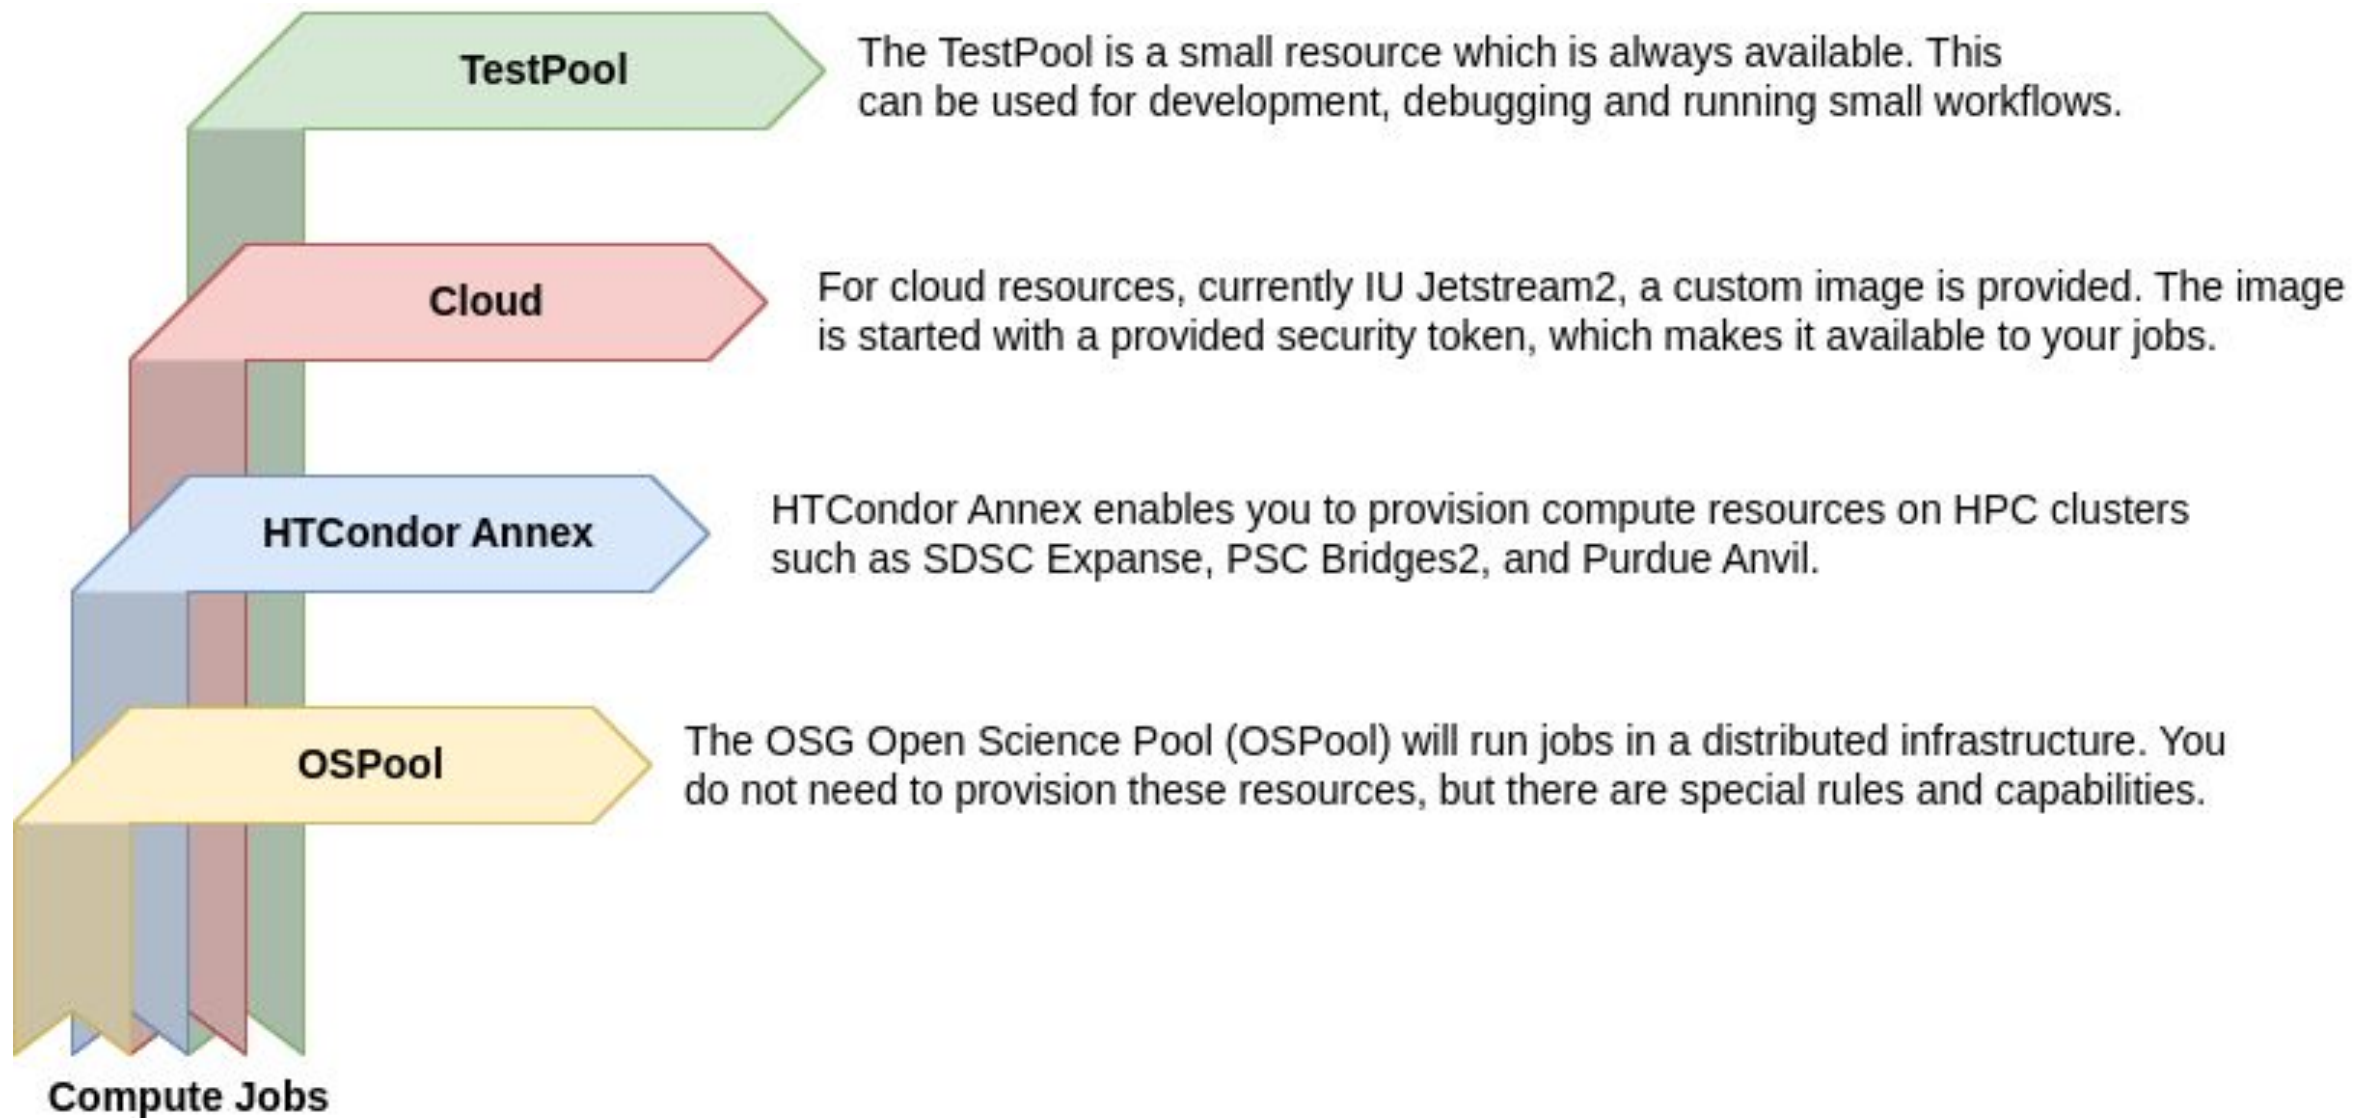 TestPool
The TestPool is a small resource which is always available. This
can be used for development, debugging and running small workflows.
Cloud
For cloud resources, currently IU Jetstream2, a custom image is provided. The image
is started with a provided security token, which makes it available to your jobs.
HTCondor Annex
HTCondor Annex enables you to provision compute resources on HPC clusters
such as SDSC Expanse, PSC Bridges2, and Purdue Anvil.
OSPool
The OSG Open Science Pool (OSPool) will run jobs in a distributed infrastructure. You
do not need to provision these resources, but there are special rules and capabilities.
Compute Jobs